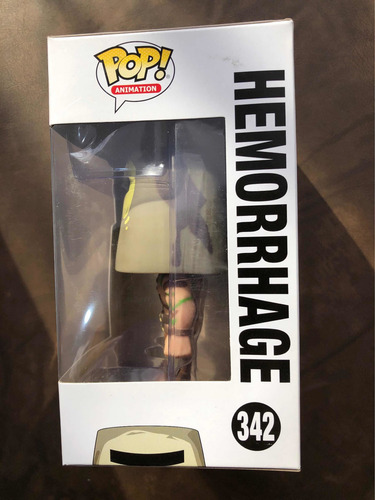 POP!
ANIMATION
HEMORRHAGE
342